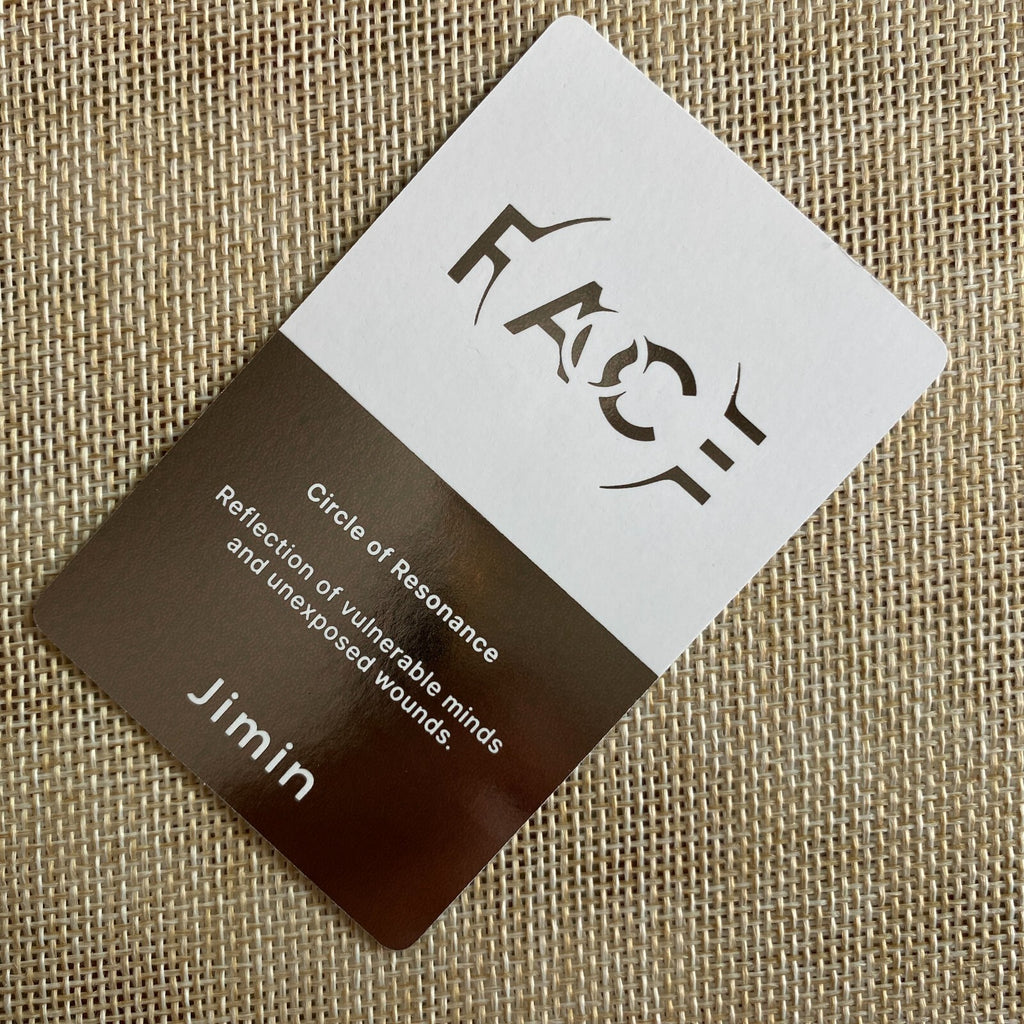 FACE
Circle of Resonance
Reflection of vulnerable minds
and unexposed wounds.
Jimin